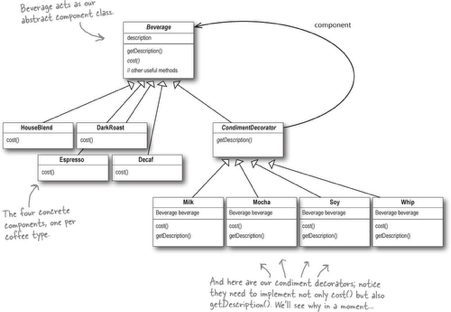 Beverage acts as our
abstract component class.
Beverage
description
getDescription()
cost()
// other useful methods
component
HouseBlend
cost()
DarkRoast
cost()
Espresso
cost()
Decaf
cost()
CondimentDecorator
getDescription()
The four concrete
components, one per
coffee type.
Milk
Beverage beverage
cost()
getDescription()
Mocha
Beverage beverage
cost()
getDescription()
Soy
Beverage beverage
cost()
getDescription()
Whip
Beverage beverage
cost()
getDescription()
And here are our condiment decorators; notice
they need to implement not only cost() but also
getDescription(). We'll see why in a moment...